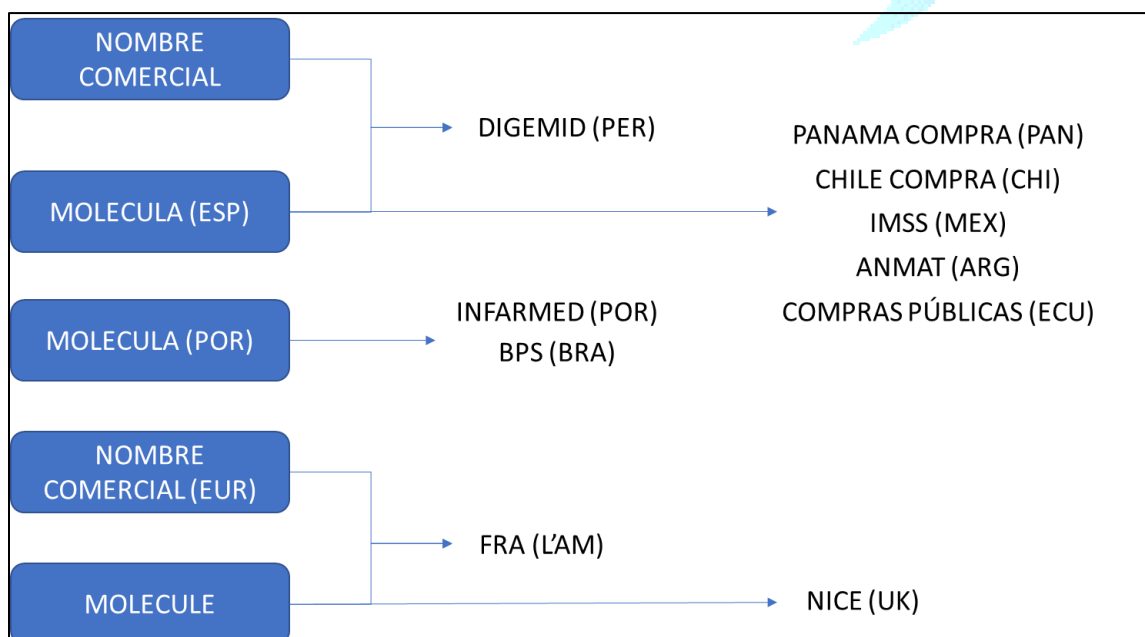 NOMBRE
COMERCIAL
DIGEMID (PER)
MOLECULA (ESP)
PANAMA COMPRA (PAN)
CHILE COMPRA (CHI)
IMSS (MEX)
ANMAT (ARG)
COMPRAS PÚBLICAS (ECU)
MOLECULA (POR)
INFARMED (POR)
BPS (BRA)
NOMBRE
COMERCIAL (EUR)
FRA (L’AM)
MOLECULE
NICE (UK)